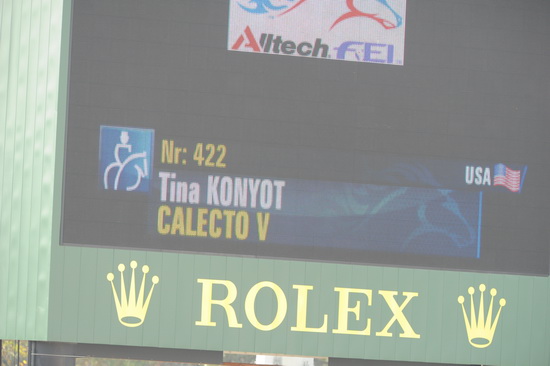 Alltech FEI
Nr: 422
Tina KONYOT USA
CALECTO V
ROLEX